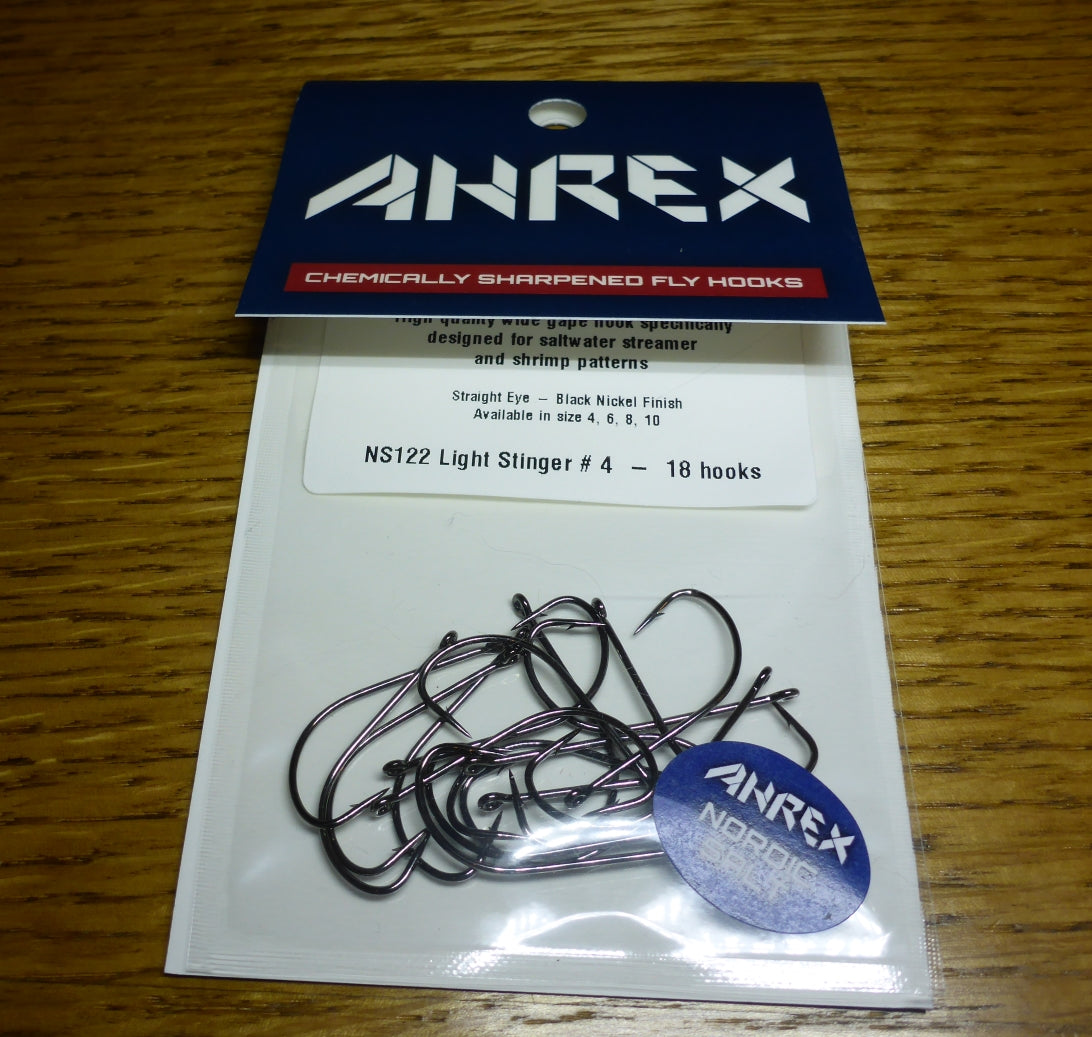 AHREX
CHEMICALLY SHARPENED FLY HOOKS
High quality wide gape hook specifically
designed for saltwater streamer
and shrimp patterns
Straight Eye – Black Nickel Finish
Available in size 4, 6, 8, 10
NS122 Light Stinger # 4 – 18 hooks
AHREX
NORDIC
SALT